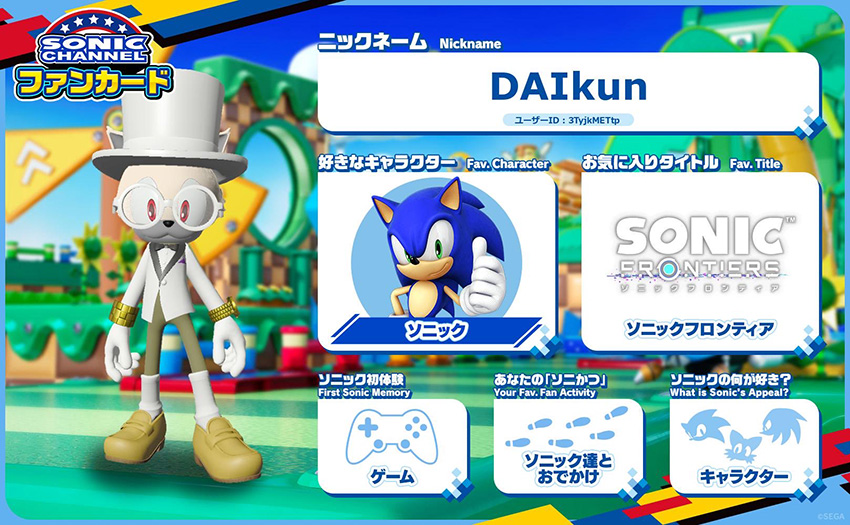 SONIC
CHANNEL
ファンカード
ニックネーム Nickname
DAIkun
ユーザーID:3TyjkMETtp
好きなキャラクター Fav. Character
ソニック
お気に入りタイトル Fav. Title
SONIC™
FRONTIERS
ソニックフロンティア
ソニックフロンティア
ソニック初体験
First Sonic Memory
ゲーム
あなたの「ソニかつ」
Your Fav. Fan Activity
ソニック達と
おでかけ
ソニックの何が好き?
What is Sonic's Appeal?
キャラクター
©SEGA